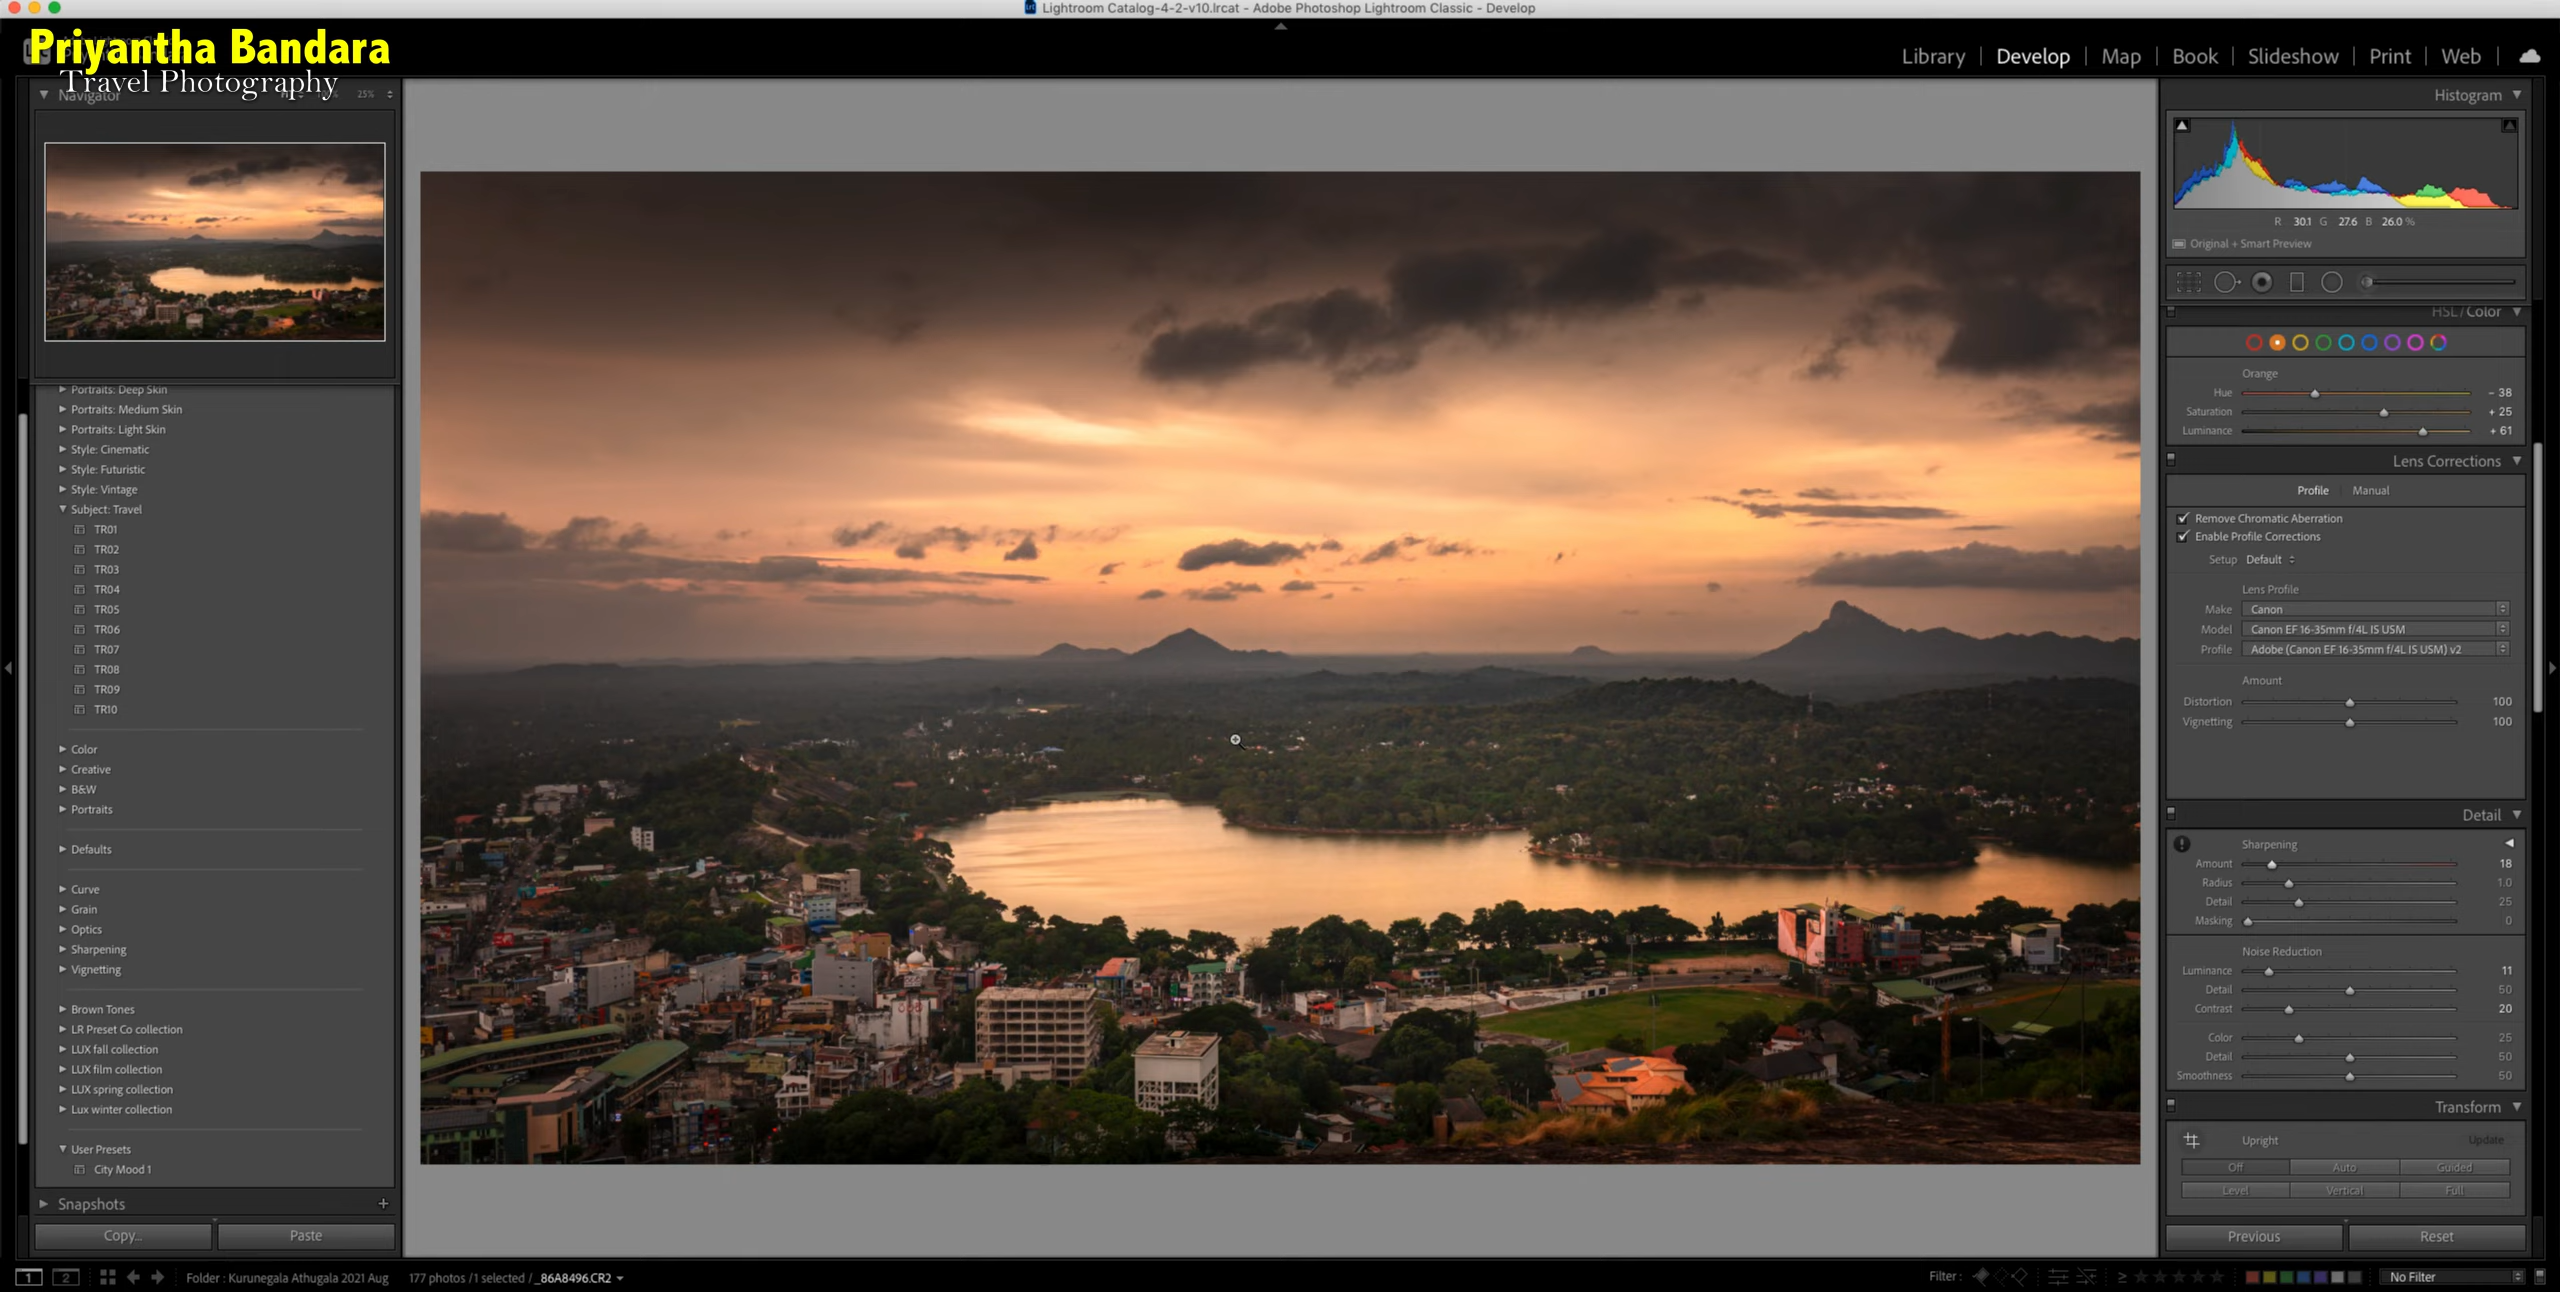 Lightroom Catalog-4-2-v10.lrcat - Adobe Photoshop Lightroom Classic - Develop
Priyantha Bandara
Travel Photography
Library | Develop | Map | Book | Slideshow | Print | Web
Navigator 25%
Portraits: Deep Skin
Portraits: Medium Skin
Portraits: Light Skin
Style: Cinematic
Style: Futuristic
Style: Vintage
Subject: Travel
TR01
TR02
TR03
TR04
TR05
TR06
TR07
TR08
TR09
TR10
Color
Creative
B&W
Portraits
Defaults
Curve
Grain
Optics
Sharpening
Vignetting
Brown Tones
LR Preset Co collection
LUX fall collection
LUX film collection
LUX spring collection
Lux winter collection
User Presets
City Mood 1
Snapshots +
Copy... Paste
Histogram
R 30.1 G 27.6 B 26.0 %
Original + Smart Preview
HSL / Color
Orange
Hue - 38
Saturation + 25
Luminance + 61
Lens Corrections
Profile Manual
Remove Chromatic Aberration
Enable Profile Corrections
Setup Default
Lens Profile
Make Canon
Model Canon EF 16-35mm f/4L IS USM
Profile Adobe (Canon EF 16-35mm f/4L IS USM) v2
Amount
Distortion 100
Vignetting 100
Detail
Sharpening
Amount 18
Radius 1.0
Detail 25
Masking 0
Noise Reduction
Luminance 11
Detail 50
Contrast 20
Color 25
Detail 50
Smoothness 50
Transform
Upright Update
Off Auto Guided
Level Vertical Full
Previous Reset
1 2 Folder : Kurunegala Athugala 2021 Aug 177 photos /1 selected /_86A8496.CR2 Filter : ≥ No Filter